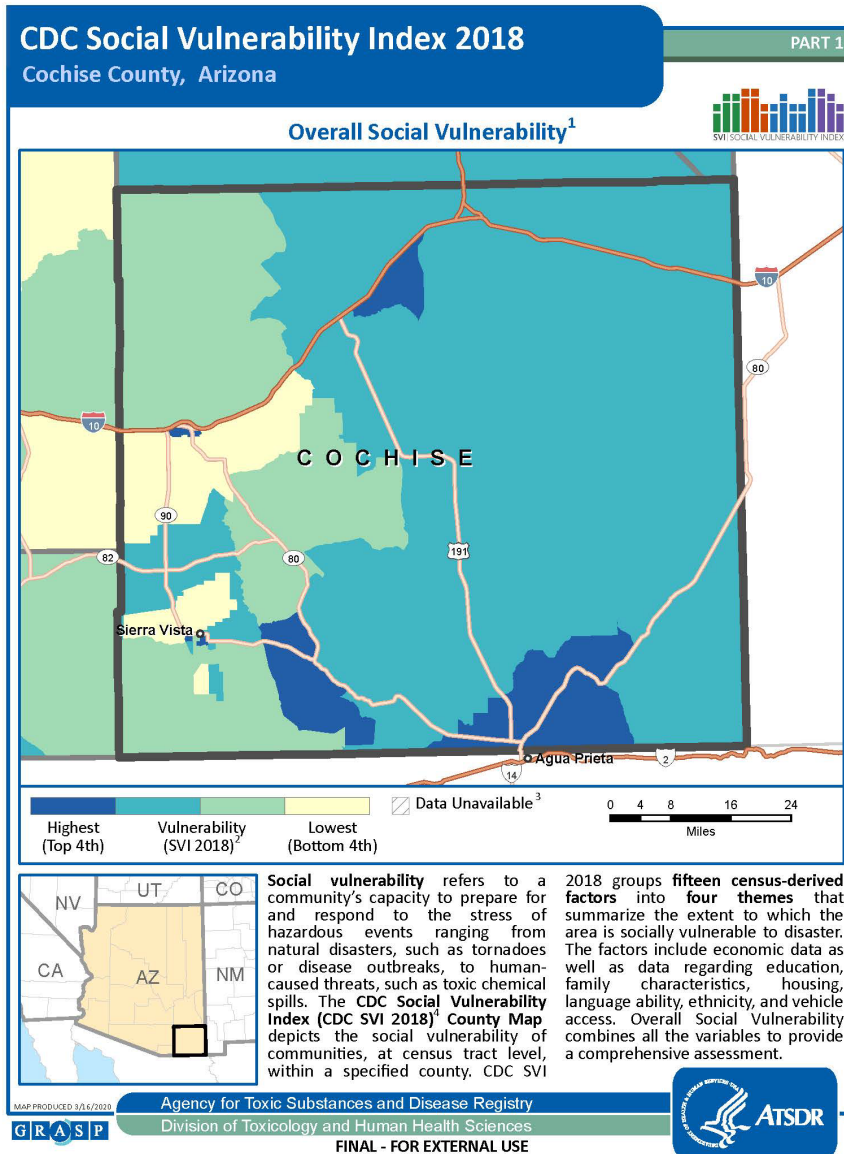 CDC Social Vulnerability Index 2018
Cochise County, Arizona
PART 1
SVI SOCIAL VULNERABILITY INDEX
Overall Social Vulnerability1
10
80
10
COCHISE
90
82
80
191
Sierra Vista
Agua Prieta
2
14
Highest
(Top 4th)
Vulnerability
(SVI 2018)2
Lowest
(Bottom 4th)
Data Unavailable3
0 4 8 16 24
Miles
NV
UT
CO
CA
AZ
NM
Social vulnerability refers to a
community's capacity to prepare for
and respond to the stress of
hazardous events ranging from
natural disasters, such as tornadoes
or disease outbreaks, to human-
caused threats, such as toxic chemical
spills. The CDC Social Vulnerability
Index (CDC SVI 2018)4 County Map
depicts the social vulnerability of
communities, at census tract level,
within a specified county. CDC SVI
2018 groups fifteen census-derived
factors into four themes that
summarize the extent to which the
area is socially vulnerable to disaster.
The factors include economic data as
well as data regarding education,
family characteristics, housing,
language ability, ethnicity, and vehicle
access. Overall Social Vulnerability
combines all the variables to provide
a comprehensive assessment.
MAP PRODUCED 3/16/2020
GRASP
Agency for Toxic Substances and Disease Registry
Division of Toxicology and Human Health Sciences
FINAL - FOR EXTERNAL USE
ATSDR